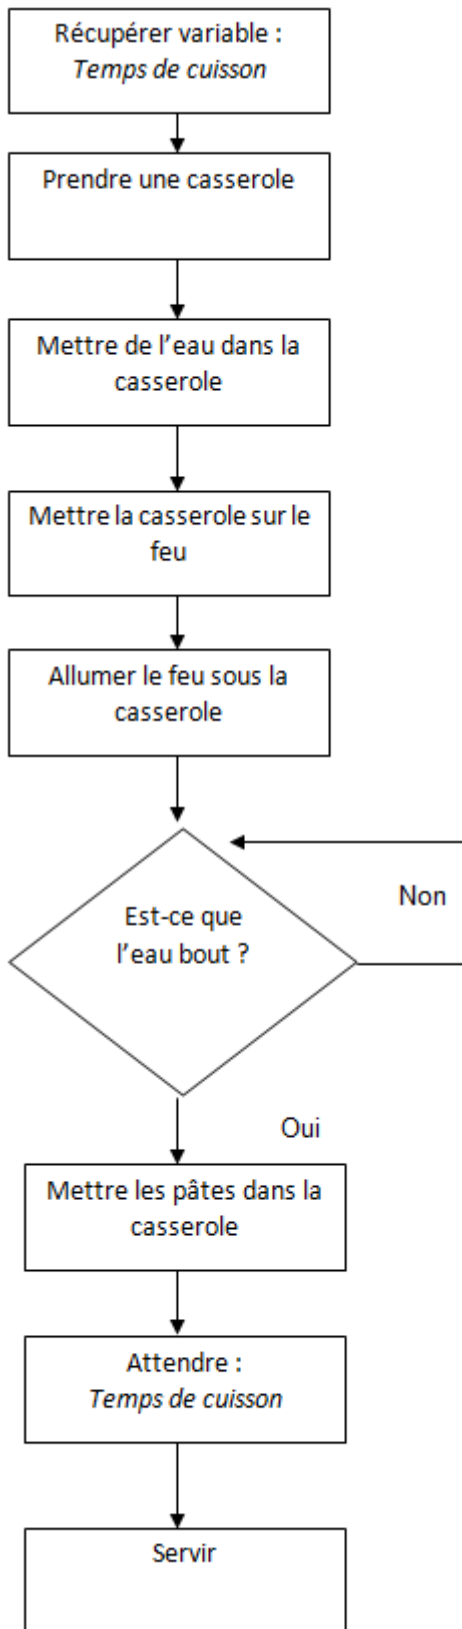 Récupérer variable :
Temps de cuisson
Prendre une casserole
Mettre de l'eau dans la
casserole
Mettre la casserole sur le
feu
Allumer le feu sous la
casserole
Est-ce que
l'eau bout ?
Non
Oui
Mettre les pâtes dans la
casserole
Attendre :
Temps de cuisson
Servir